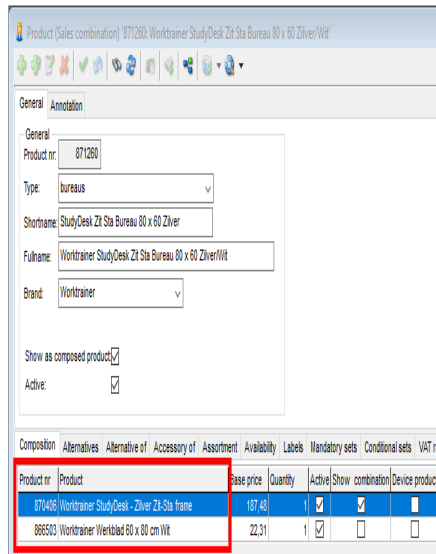 Product (Sales combination) '871260: Worktrainer StudyDesk Zit Sta Bureau 80 x 60 Zilver/Wit'
General Annotation
General
Product nr: 871260
Type: bureaus
Shortname: StudyDesk Zit Sta Bureau 80 x 60 Zilver
Fullname: Worktrainer StudyDesk Zit Sta Bureau 80 x 60 Zilver/Wit
Brand: Worktrainer
Show as composed product:
Active:
Composition Alternatives Alternative of Accessory of Assortment Availability Labels Mandatory sets Conditional sets VAT r
Product nr Product Base price Quantity Active Show combination Device produc
870406 Worktrainer StudyDesk - Zilver Zit-Sta frame 187,48 1
866503 Worktrainer Werkblad 60 x 80 cm Wit 22,31 1